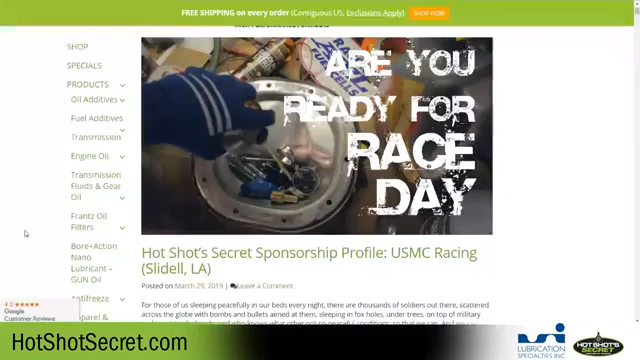 FREE SHIPPING on every order (Contiguous US, Exclusions Apply) SHOP NOW
SHOP
SPECIALS
PRODUCTS
Oil Additives
Fuel Additives
Transmission
Engine Oil
Transmission
Fluids & Gear
Oil
Frantz Oil
Filters
Bore+Action
Nano
Lubricant –
GUN Oil
Antifreeze
Apparel &
ARE YOU
READY FOR
RACE
DAY
Hot Shot's Secret Sponsorship Profile: USMC Racing
(Slidell, LA)
Posted on March 29, 2019 Leave a Comment
For those of us sleeping peacefully in our beds every night, there are thousands of soldiers out there, scattered
across the globe with bombs and bullets aimed at them, sleeping in fox holes, under trees, on top of military
4.0
Google
Customer Reviews
HotShotSecret.com
LUBRICATION
SPECIALTIES INC
HOT SHOT'S
SECRET